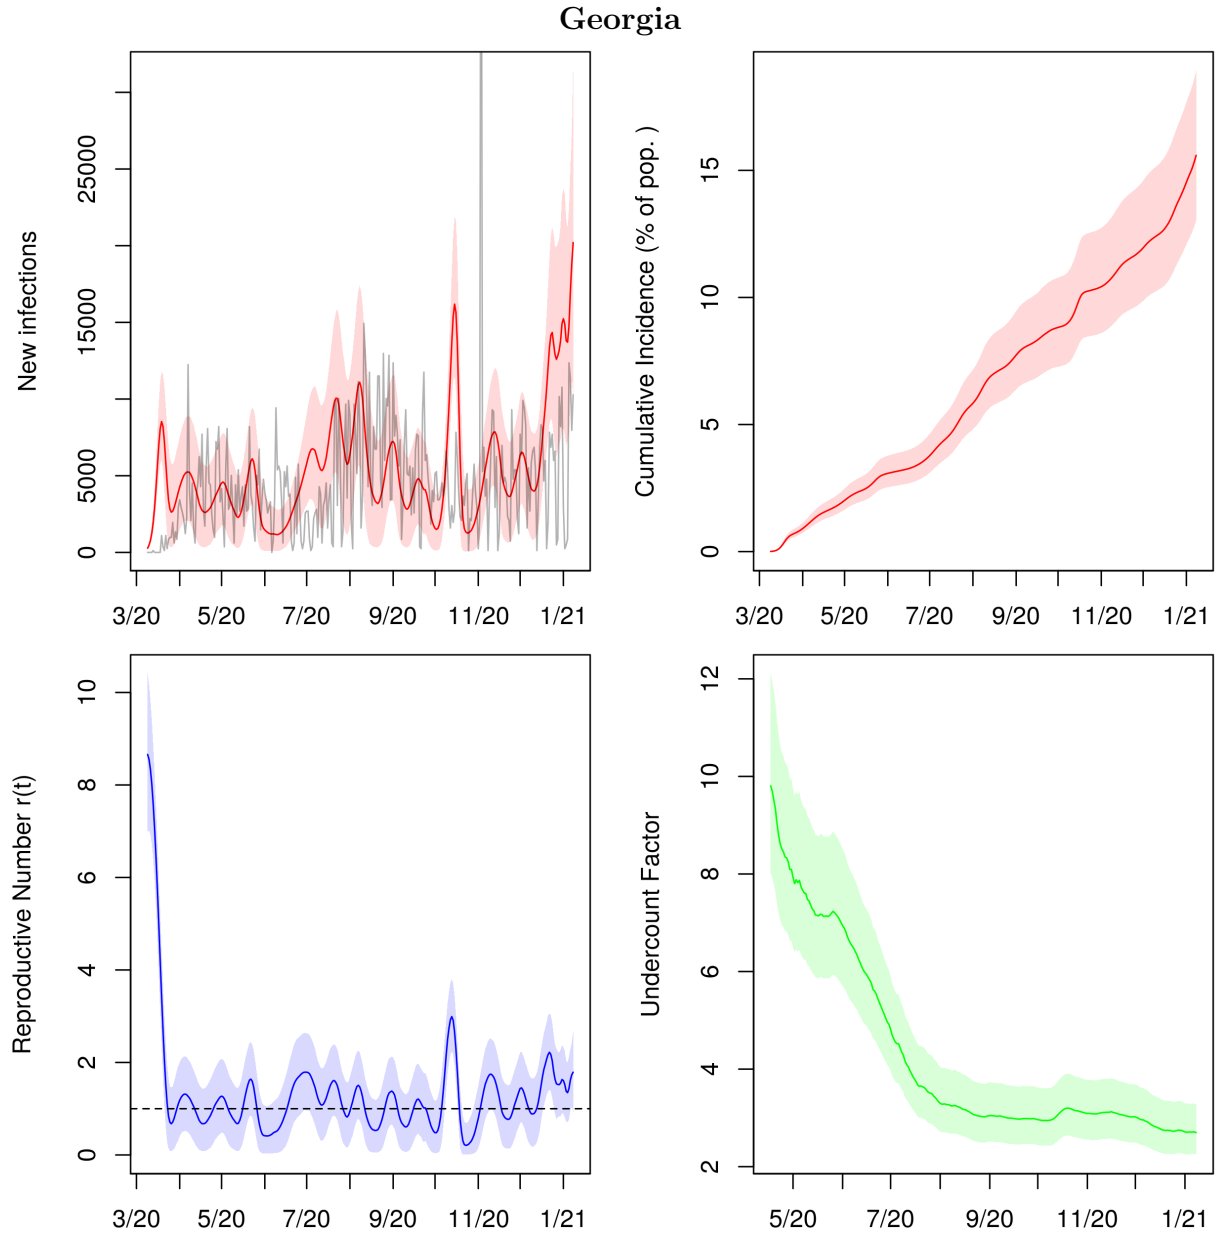 Georgia
New infections
0
5000
15000
25000
3/20 5/20 7/20 9/20 11/20 1/21
Cumulative Incidence (% of pop. )
0
5
10
15
3/20 5/20 7/20 9/20 11/20 1/21
Reproductive Number r(t)
0
2
4
6
8
10
3/20 5/20 7/20 9/20 11/20 1/21
Undercount Factor
2
4
6
8
10
12
5/20 7/20 9/20 11/20 1/21